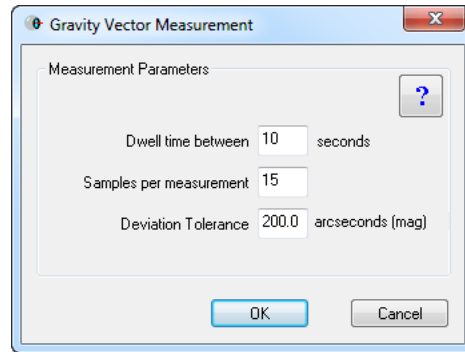 Gravity Vector Measurement
Measurement Parameters
?
Dwell time between 10 seconds
Samples per measurement 15
Deviation Tolerance 200.0 arcseconds (mag)
OK Cancel